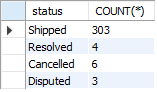 status COUNT(*)
Shipped 303
Resolved 4
Cancelled 6
Disputed 3